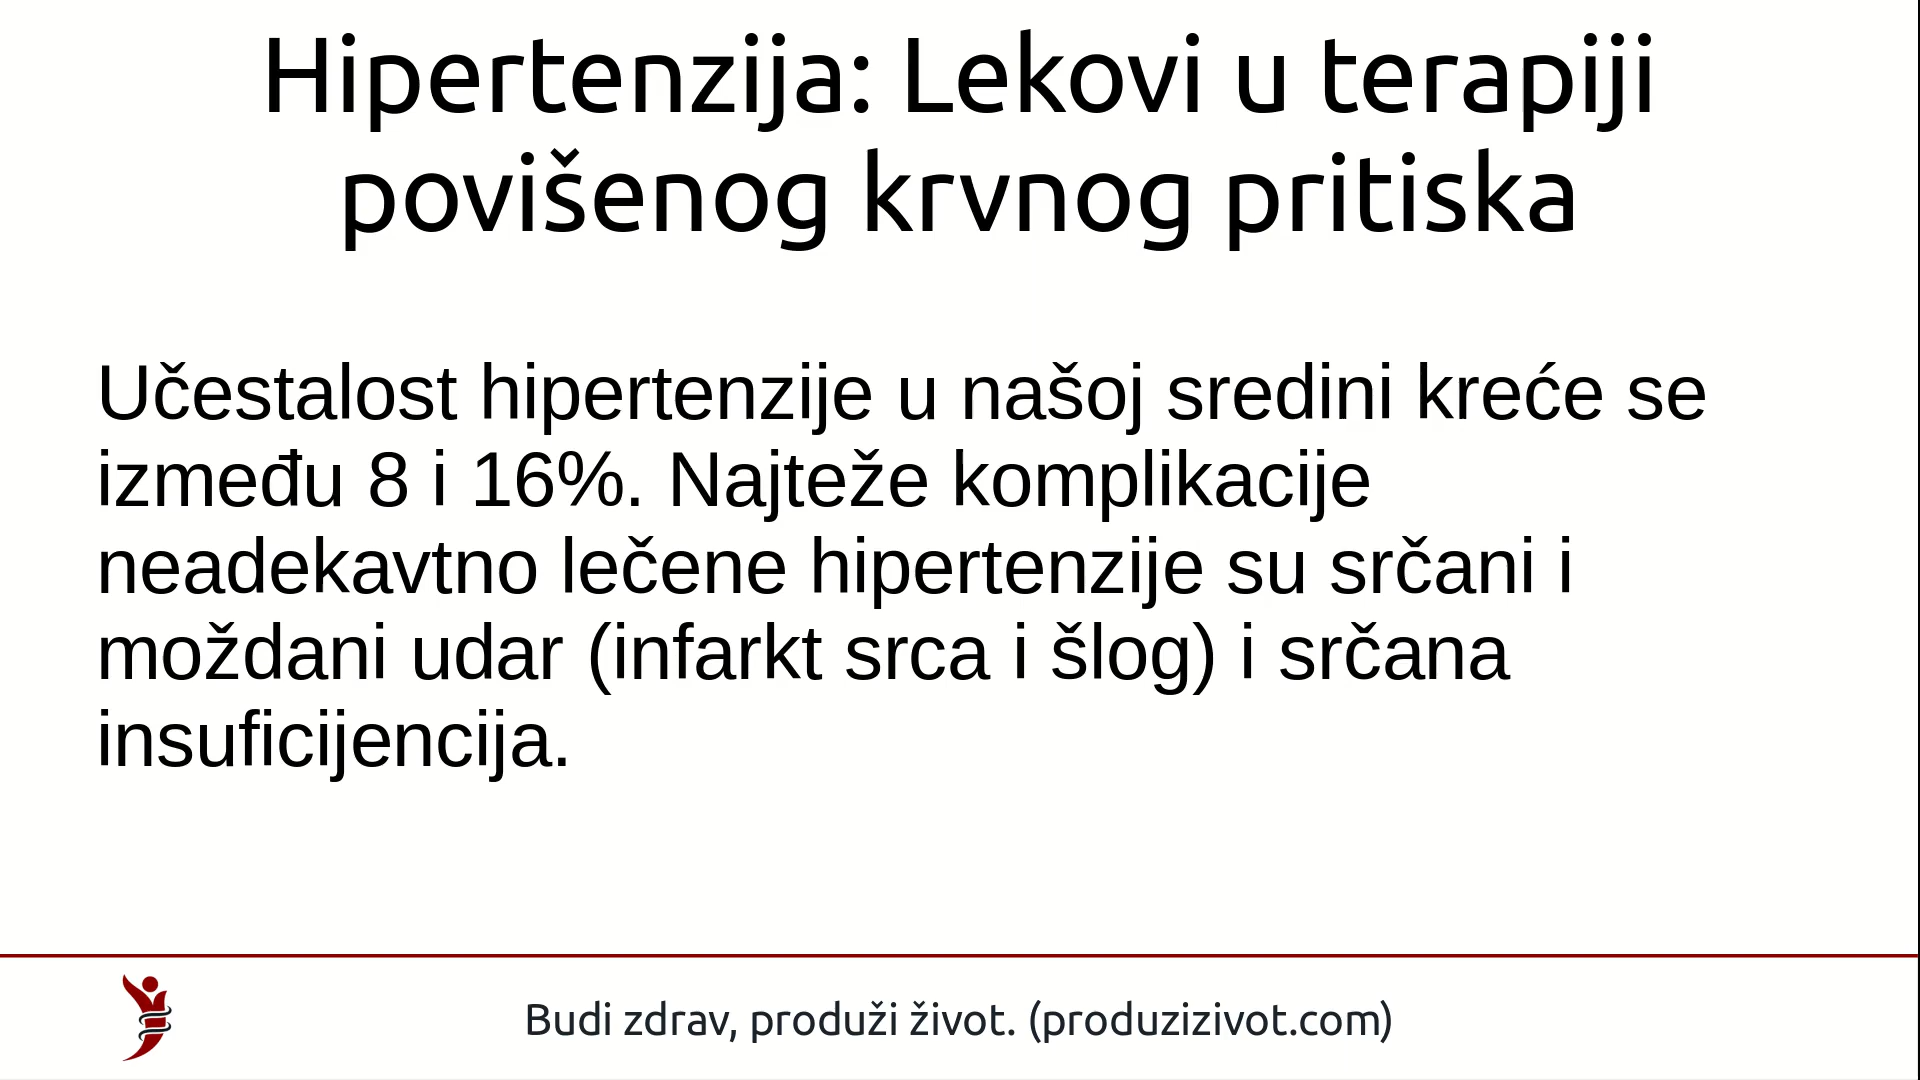 Hipertenzija: Lekovi u terapiji
povišenog krvnog pritiska
Učestalost hipertenzije u našoj sredini kreće se
između 8 i 16%. Najteže komplikacije
neadekavtno lečene hipertenzije su srčani i
moždani udar (infarkt srca i šlog) i srčana
insuficijencija.
Budi zdrav, produži život. (produzizivot.com)